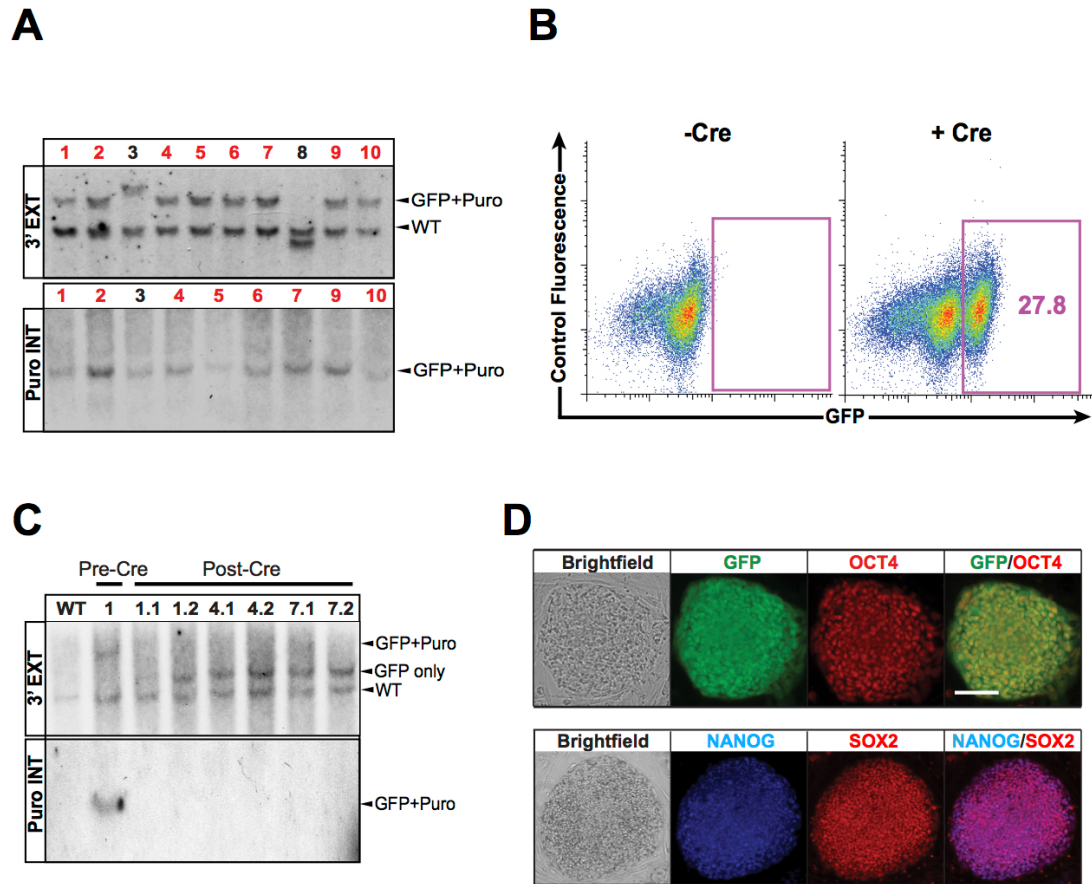 A
1 2 3 4 5 6 7 8 9 10
3' EXT
GFP+Puro
WT
1 2 3 4 5 6 7 9 10
Puro INT
GFP+Puro
B
-Cre
+ Cre
Control Fluorescence
27.8
GFP
C
Pre-Cre Post-Cre
WT 1 1.1 1.2 4.1 4.2 7.1 7.2
3' EXT
GFP+Puro
GFP only
WT
Puro INT
GFP+Puro
D
Brightfield GFP OCT4 GFP/OCT4
Brightfield NANOG SOX2 NANOG/SOX2